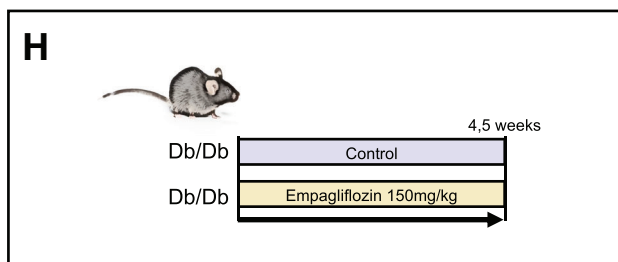 H
4,5 weeks
Db/Db Control
Db/Db Empagliflozin 150mg/kg